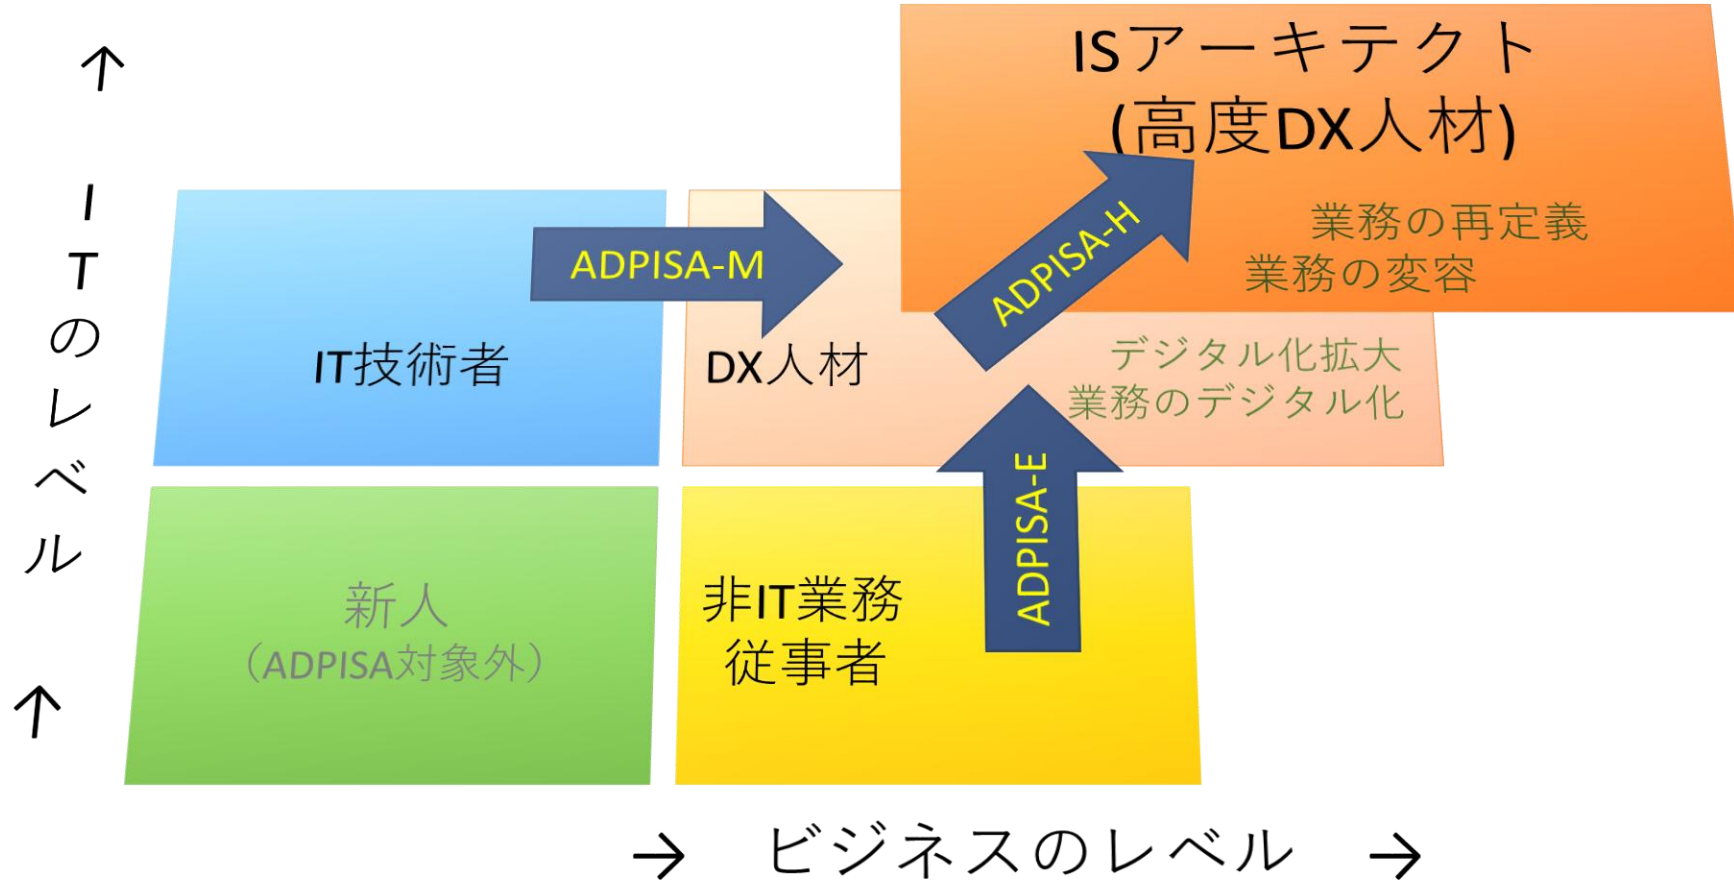 ↑
ITのレベル
↑
ISアーキテクト
(高度DX人材)
業務の再定義
業務の変容
ADPISA-M
ADPISA-H
IT技術者
DX人材
デジタル化拡大
業務のデジタル化
ADPISA-E
新人
（ADPISA対象外）
非IT業務
従事者
→ ビジネスのレベル →